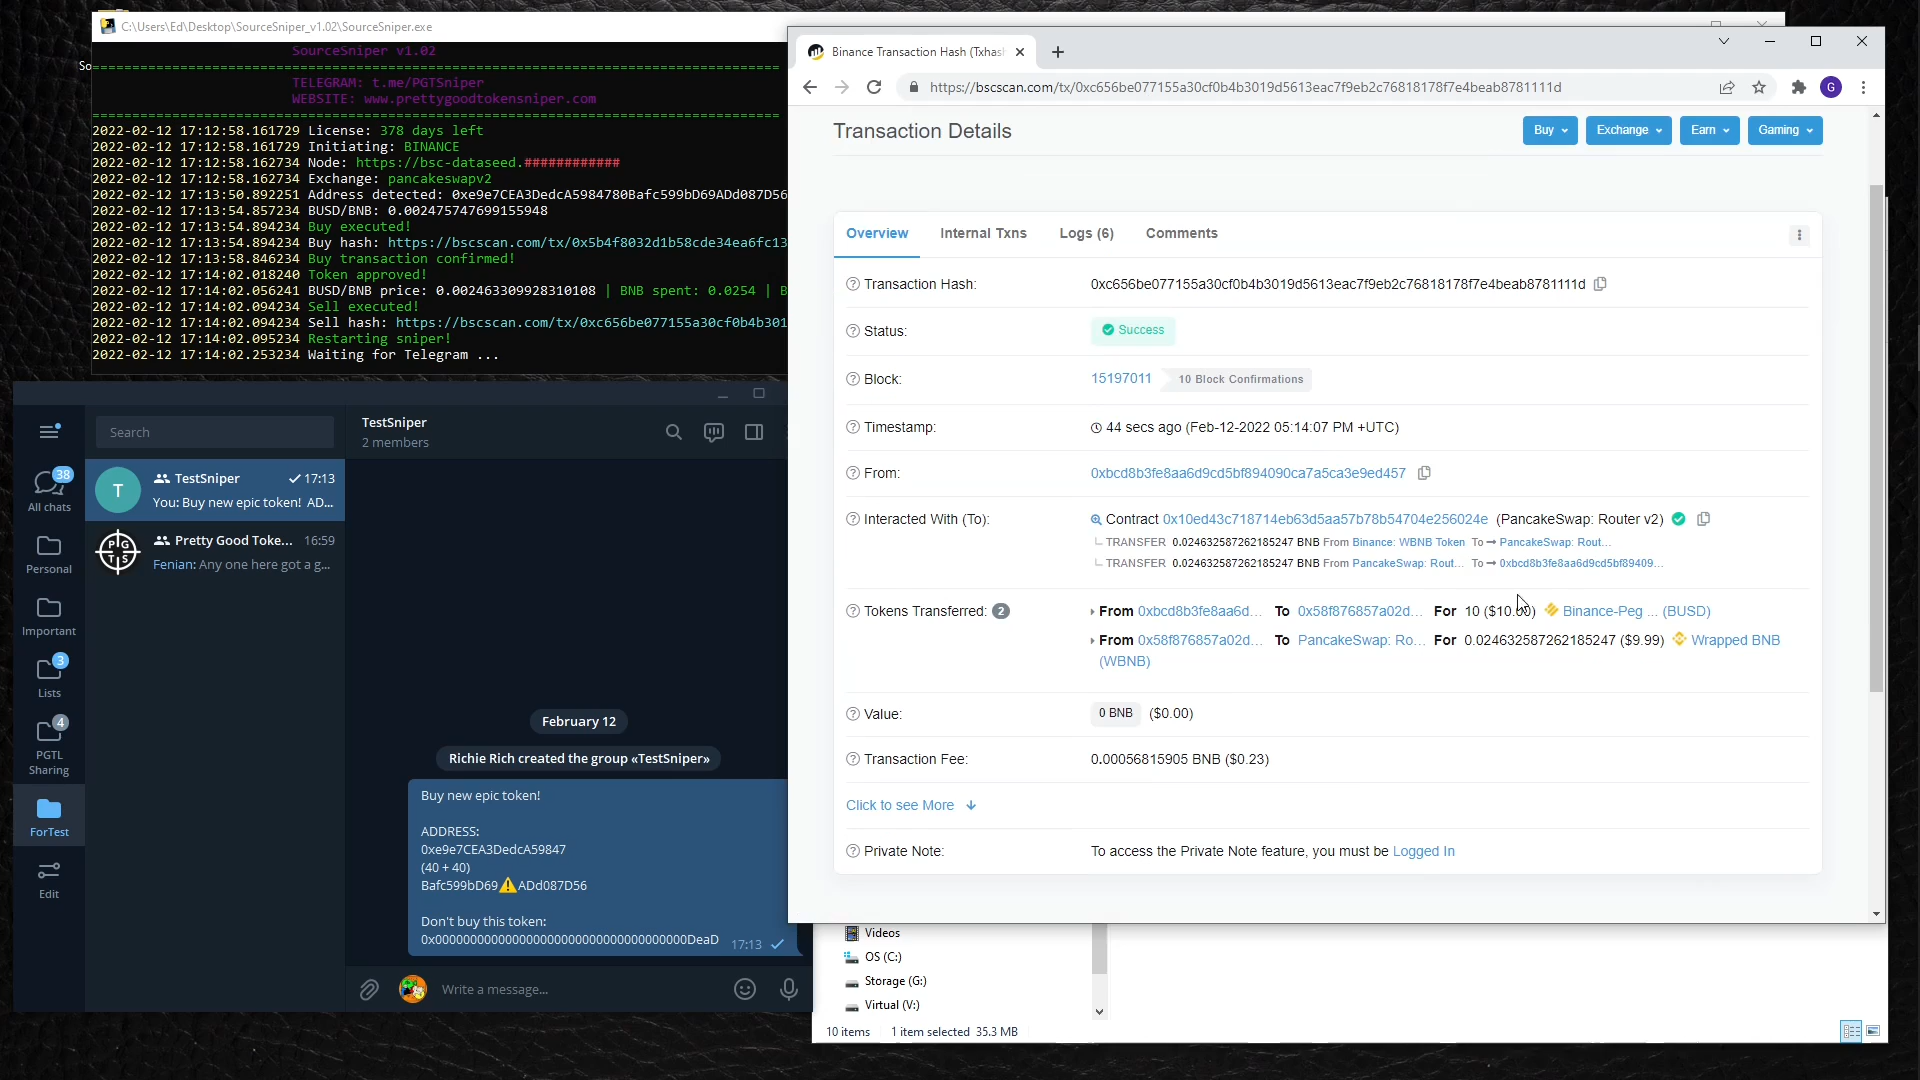 C:\Users\Ed\Desktop\SourceSniper_v1.02\SourceSniper.exe
So
SourceSniper v1.02
TELEGRAM: t.me/PGTSniper
WEBSITE: www.prettygoodtokensniper.com
2022-02-12 17:12:58.161729 License: 378 days left
2022-02-12 17:12:58.161729 Initiating: BINANCE
2022-02-12 17:12:58.162734 Node: https://bsc-dataseed.############
2022-02-12 17:12:58.162734 Exchange: pancakeswapv2
2022-02-12 17:13:50.892251 Address detected: 0xe9e7CEA3DedcA5984780Bafc599bD69ADd087D56
2022-02-12 17:13:54.857234 BUSD/BNB: 0.002475747699155948
2022-02-12 17:13:54.894234 Buy executed!
2022-02-12 17:13:54.894234 Buy hash: https://bscscan.com/tx/0x5b4f8032d1b58cde34ea6fc13
2022-02-12 17:13:58.846234 Buy transaction confirmed!
2022-02-12 17:14:02.018240 Token approved!
2022-02-12 17:14:02.056241 BUSD/BNB price: 0.002463309928310108 | BNB spent: 0.0254 | B
2022-02-12 17:14:02.094234 Sell executed!
2022-02-12 17:14:02.094234 Sell hash: https://bscscan.com/tx/0xc656be077155a30cf0b4b301
2022-02-12 17:14:02.095234 Restarting sniper!
2022-02-12 17:14:02.253234 Waiting for Telegram ...
Search
38
All chats
Personal
Important
3
Lists
4
PGTL
Sharing
ForTest
Edit
T
TestSniper
17:13
You: Buy new epic token! AD...
PG
TS
Pretty Good Toke...
16:59
Fenian: Any one here got a g...
TestSniper
2 members
February 12
Richie Rich created the group «TestSniper»
Buy new epic token!
ADDRESS:
0xe9e7CEA3DedcA59847
(40 + 40)
Bafc599bD69⚠ADd087D56
Don't buy this token:
0x000000000000000000000000000000000000DeaD
17:13
Write a message...
Binance Transaction Hash (Txhas
https://bscscan.com/tx/0xc656be077155a30cf0b4b3019d5613eac7f9eb2c76818178f7e4beab8781111d
G
Transaction Details
Buy
Exchange
Earn
Gaming
Overview
Internal Txns
Logs (6)
Comments
Transaction Hash:
0xc656be077155a30cf0b4b3019d5613eac7f9eb2c76818178f7e4beab8781111d
Status:
Success
Block:
15197011
10 Block Confirmations
Timestamp:
44 secs ago (Feb-12-2022 05:14:07 PM +UTC)
From:
0xbcd8b3fe8aa6d9cd5bf894090ca7a5ca3e9ed457
Interacted With (To):
Contract 0x10ed43c718714eb63d5aa57b78b54704e256024e (PancakeSwap: Router v2)
TRANSFER 0.024632587262185247 BNB From Binance: WBNB Token To → PancakeSwap: Rout...
TRANSFER 0.024632587262185247 BNB From PancakeSwap: Rout... To → 0xbcd8b3fe8aa6d9cd5bf89409...
Tokens Transferred: 2
From 0xbcd8b3fe8aa6d... To 0x58f876857a02d... For 10 ($10.00) Binance-Peg ... (BUSD)
From 0x58f876857a02d... To PancakeSwap: Ro... For 0.024632587262185247 ($9.99) Wrapped BNB
(WBNB)
Value:
0 BNB ($0.00)
Transaction Fee:
0.00056815905 BNB ($0.23)
Click to see More
Private Note:
To access the Private Note feature, you must be Logged In
Videos
OS (C:)
Storage (G:)
Virtual (V:)
10 items
1 item selected 35.3 MB